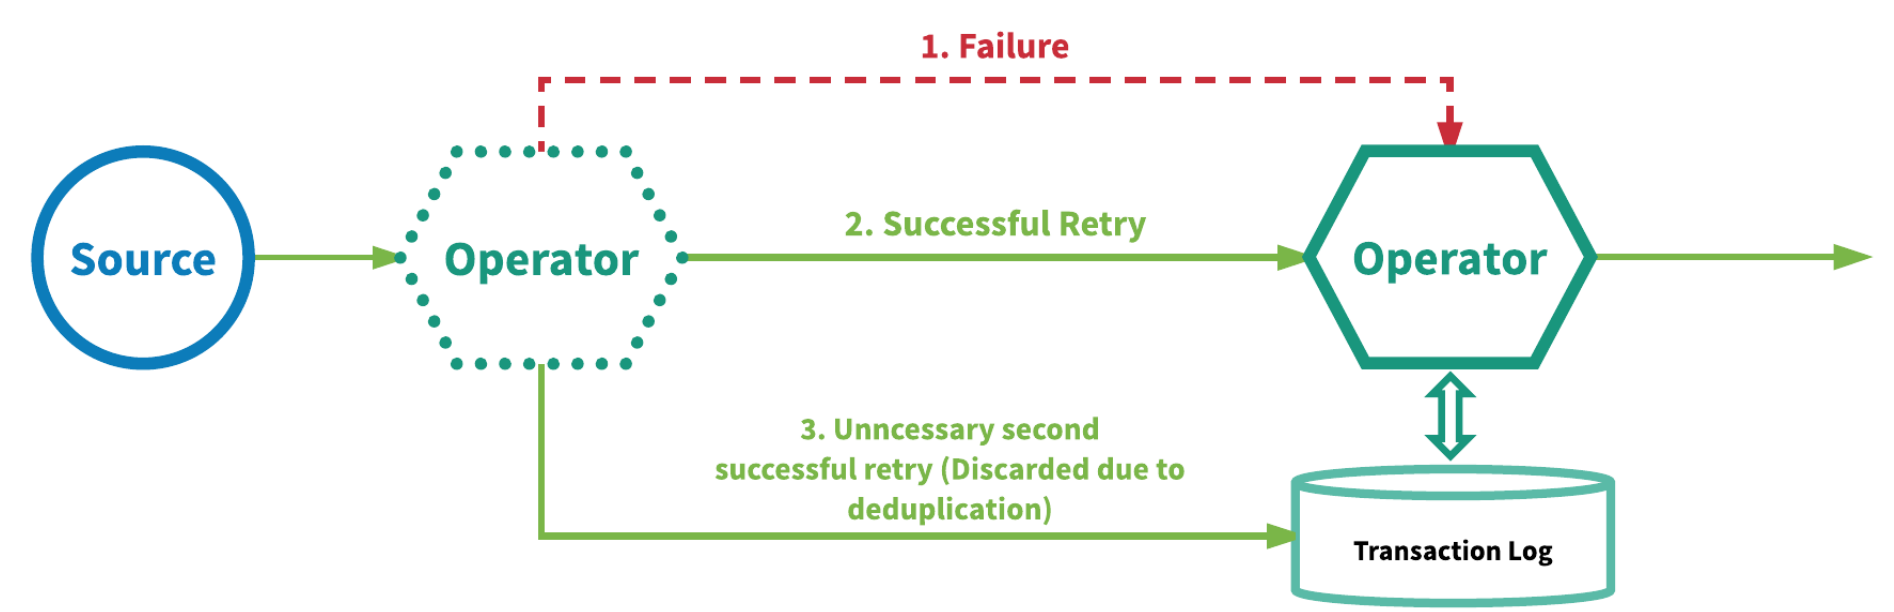 1. Failure
2. Successful Retry
Source
Operator
Operator
3. Unncessary second
successful retry (Discarded due to
deduplication)
Transaction Log